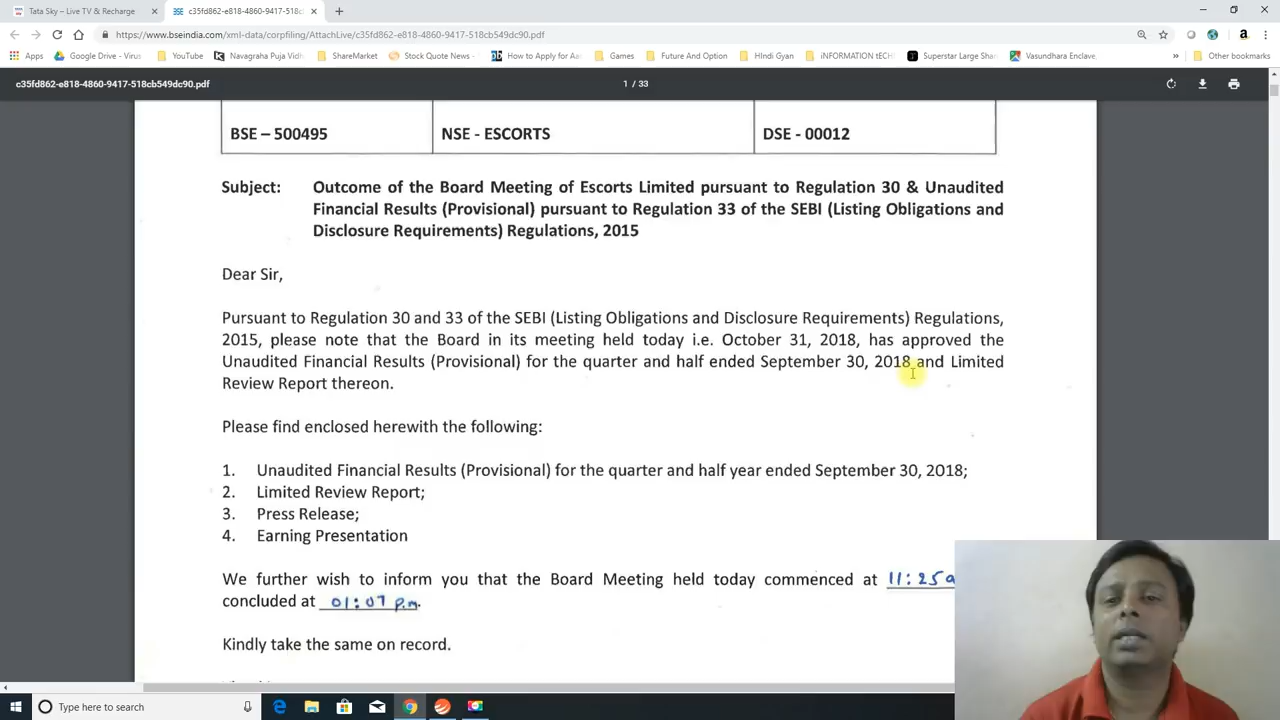 Tata Sky – Live TV & Recharge
c35fd862-e818-4860-9417-518c
https://www.bseindia.com/xml-data/corpfiling/AttachLive/c35fd862-e818-4860-9417-518cb549dc90.pdf
Apps Google Drive - Virus YouTube Navagraha Puja Vidh ShareMarket Stock Quote News - How to Apply for Aad Games Future And Option HIndi Gyan iNFORMATION tECH Superstar Large Shar Vasundhara Enclave, » Other bookmarks
c35fd862-e818-4860-9417-518cb549dc90.pdf 1 / 33
BSE – 500495 NSE - ESCORTS DSE - 00012
Subject: Outcome of the Board Meeting of Escorts Limited pursuant to Regulation 30 & Unaudited
Financial Results (Provisional) pursuant to Regulation 33 of the SEBI (Listing Obligations and
Disclosure Requirements) Regulations, 2015
Dear Sir,
Pursuant to Regulation 30 and 33 of the SEBI (Listing Obligations and Disclosure Requirements) Regulations,
2015, please note that the Board in its meeting held today i.e. October 31, 2018, has approved the
Unaudited Financial Results (Provisional) for the quarter and half ended September 30, 2018 and Limited
Review Report thereon.
Please find enclosed herewith the following:
1. Unaudited Financial Results (Provisional) for the quarter and half year ended September 30, 2018;
2. Limited Review Report;
3. Press Release;
4. Earning Presentation
We further wish to inform you that the Board Meeting held today commenced at 11:25a
concluded at 01:07 p.m.
Kindly take the same on record.
Type here to search